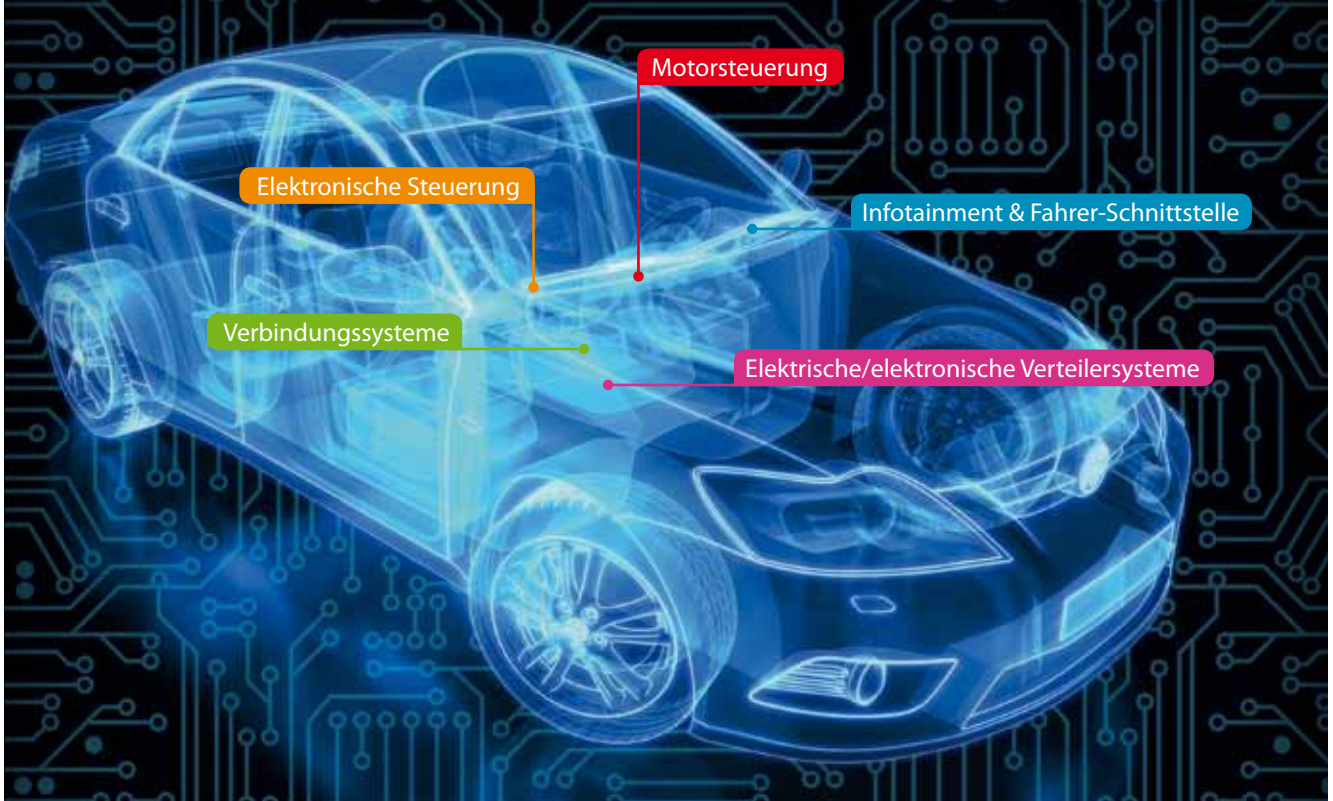 Motorsteuerung
Elektronische Steuerung
Infotainment & Fahrer-Schnittstelle
Verbindungssysteme
Elektrische/elektronische Verteilersysteme